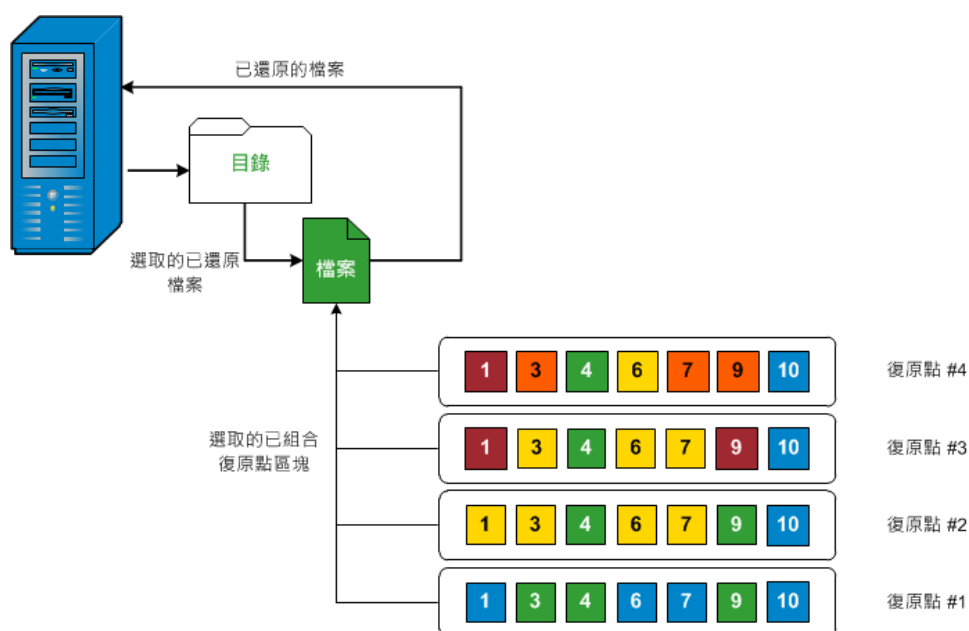 已還原的檔案
目錄
選取的已還原
檔案
檔案
1 3 4 6 7 9 10 復原點 #4
選取的已組合
復原點區塊
1 3 4 6 7 9 10 復原點 #3
1 3 4 6 7 9 10 復原點 #2
1 3 4 6 7 9 10 復原點 #1